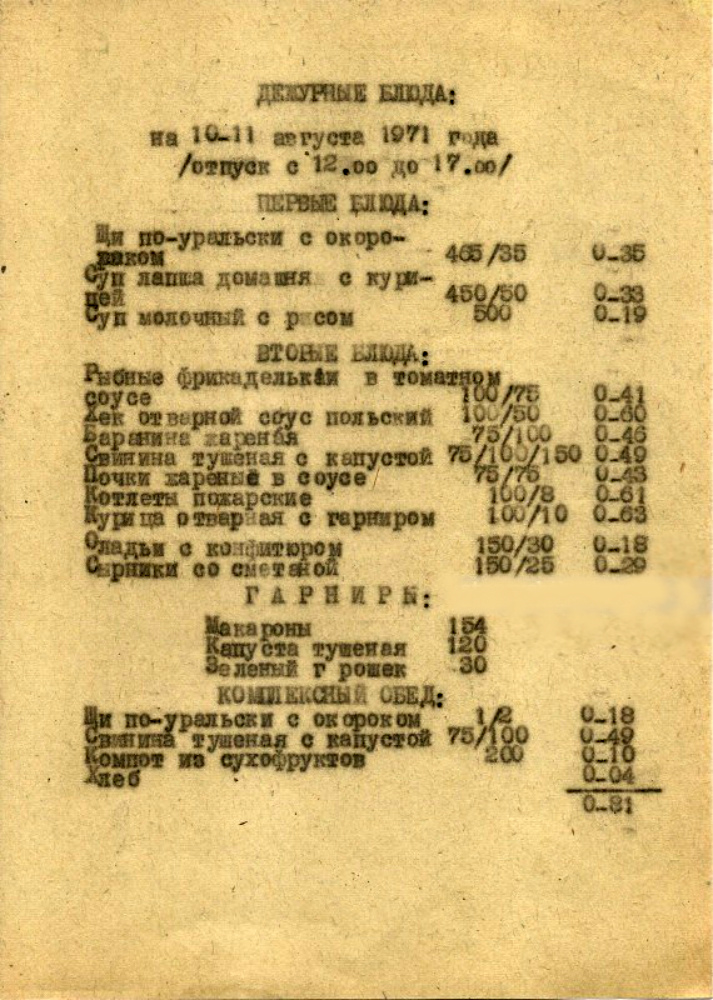 ДЕЖУРНЫЕ БЛЮДА:
на 10-11 августа 1971 года
/отпуск с 12.00 до 17.00/
ПЕРВЫЕ БЛЮДА:
Щи по-уральски с окоро-
ком 465/35 0-35
Суп лапша домашня с кури-
цей 450/50 0-33
Суп молочный с рисом 500 0-19
ВТОРЫЕ БЛЮДА:
Рыбные фрикадельки в томатном
соусе 100/75 0-41
Хек отварной соус польский 100/50 0-60
Баранина жареная 75/100 0-46
Свинина тушеная с капустой 75/100/150 0-49
Почки жареные в соусе 75/75 0-43
Котлеты пожарские 100/8 0-61
Курица отварная с гарниром 100/10 0-63
Оладьи с конфитюром 150/30 0-18
Сырники со сметаной 150/25 0-29
Г А Р Н И Р Ы:
Макароны 154
Капуста тушеная 120
Зеленый г рошек 30
КОМПЛЕКСНЫЙ ОБЕД:
Щи по-уральски с окороком 1/2 0-18
Свинина тушеная с капустой 75/100 0-49
Компот из сухофруктов 200 0-10
Хлеб 0-04
0-81